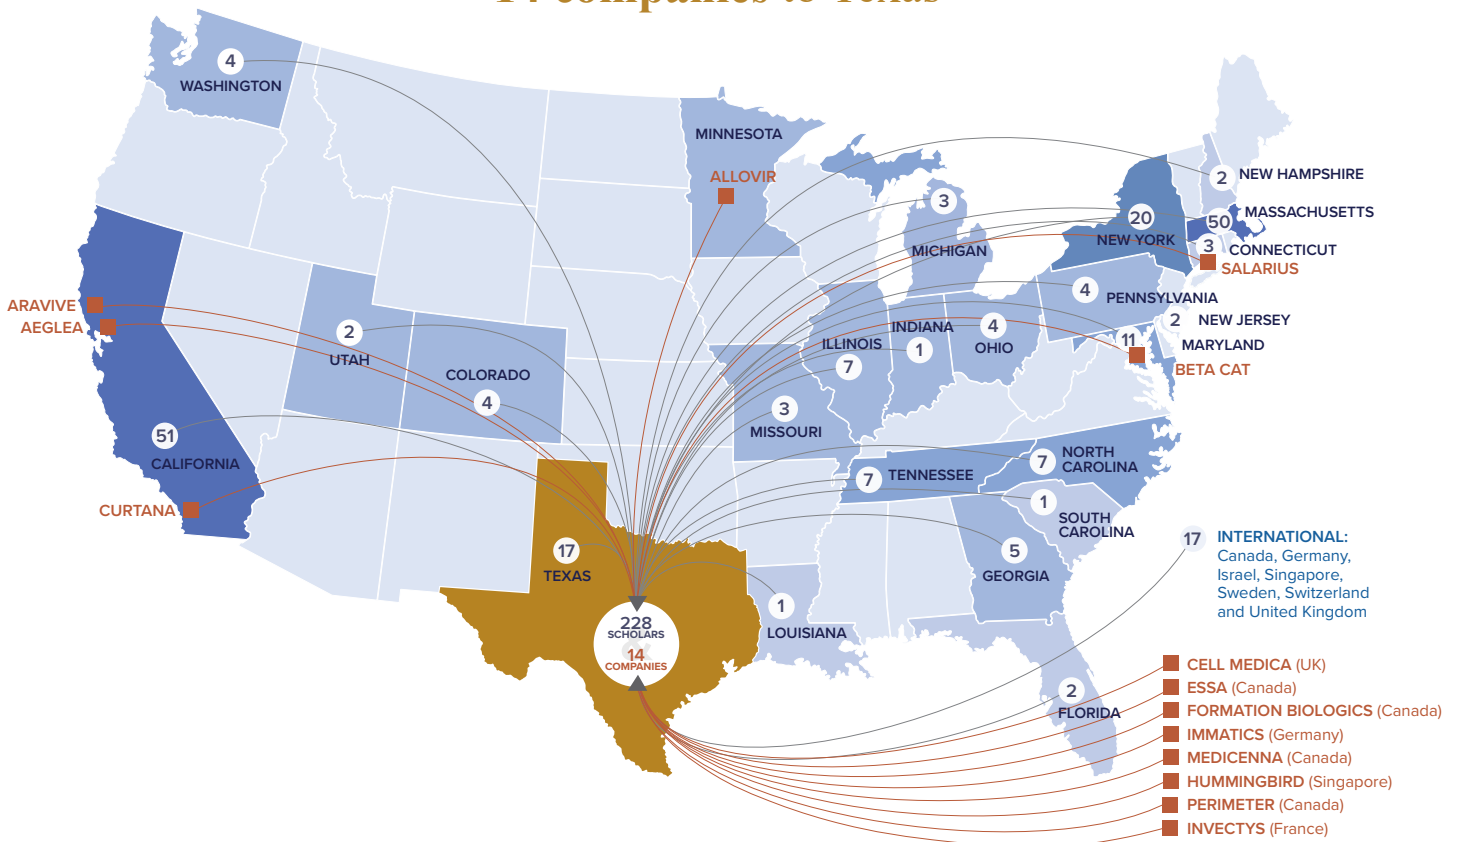 14 companies to Texas
4
WASHINGTON
MINNESOTA
ALLOVIR
3
MICHIGAN
2
NEW HAMPSHIRE
20
NEW YORK
50
MASSACHUSETTS
3
CONNECTICUT
SALARIUS
ARAVIVE
AEGLEA
2
UTAH
COLORADO
4
4
PENNSYLVANIA
2
NEW JERSEY
11
MARYLAND
BETA CAT
ILLINOIS
7
INDIANA
1
4
OHIO
3
MISSOURI
51
CALIFORNIA
CURTANA
7
TENNESSEE
7
NORTH
CAROLINA
1
SOUTH
CAROLINA
17
TEXAS
5
GEORGIA
1
LOUISIANA
228
SCHOLARS
&
14
COMPANIES
2
FLORIDA
17
INTERNATIONAL:
Canada, Germany,
Israel, Singapore,
Sweden, Switzerland
and United Kingdom
CELL MEDICA (UK)
ESSA (Canada)
FORMATION BIOLOGICS (Canada)
IMMATICS (Germany)
MEDICENNA (Canada)
HUMMINGBIRD (Singapore)
PERIMETER (Canada)
INVECTYS (France)